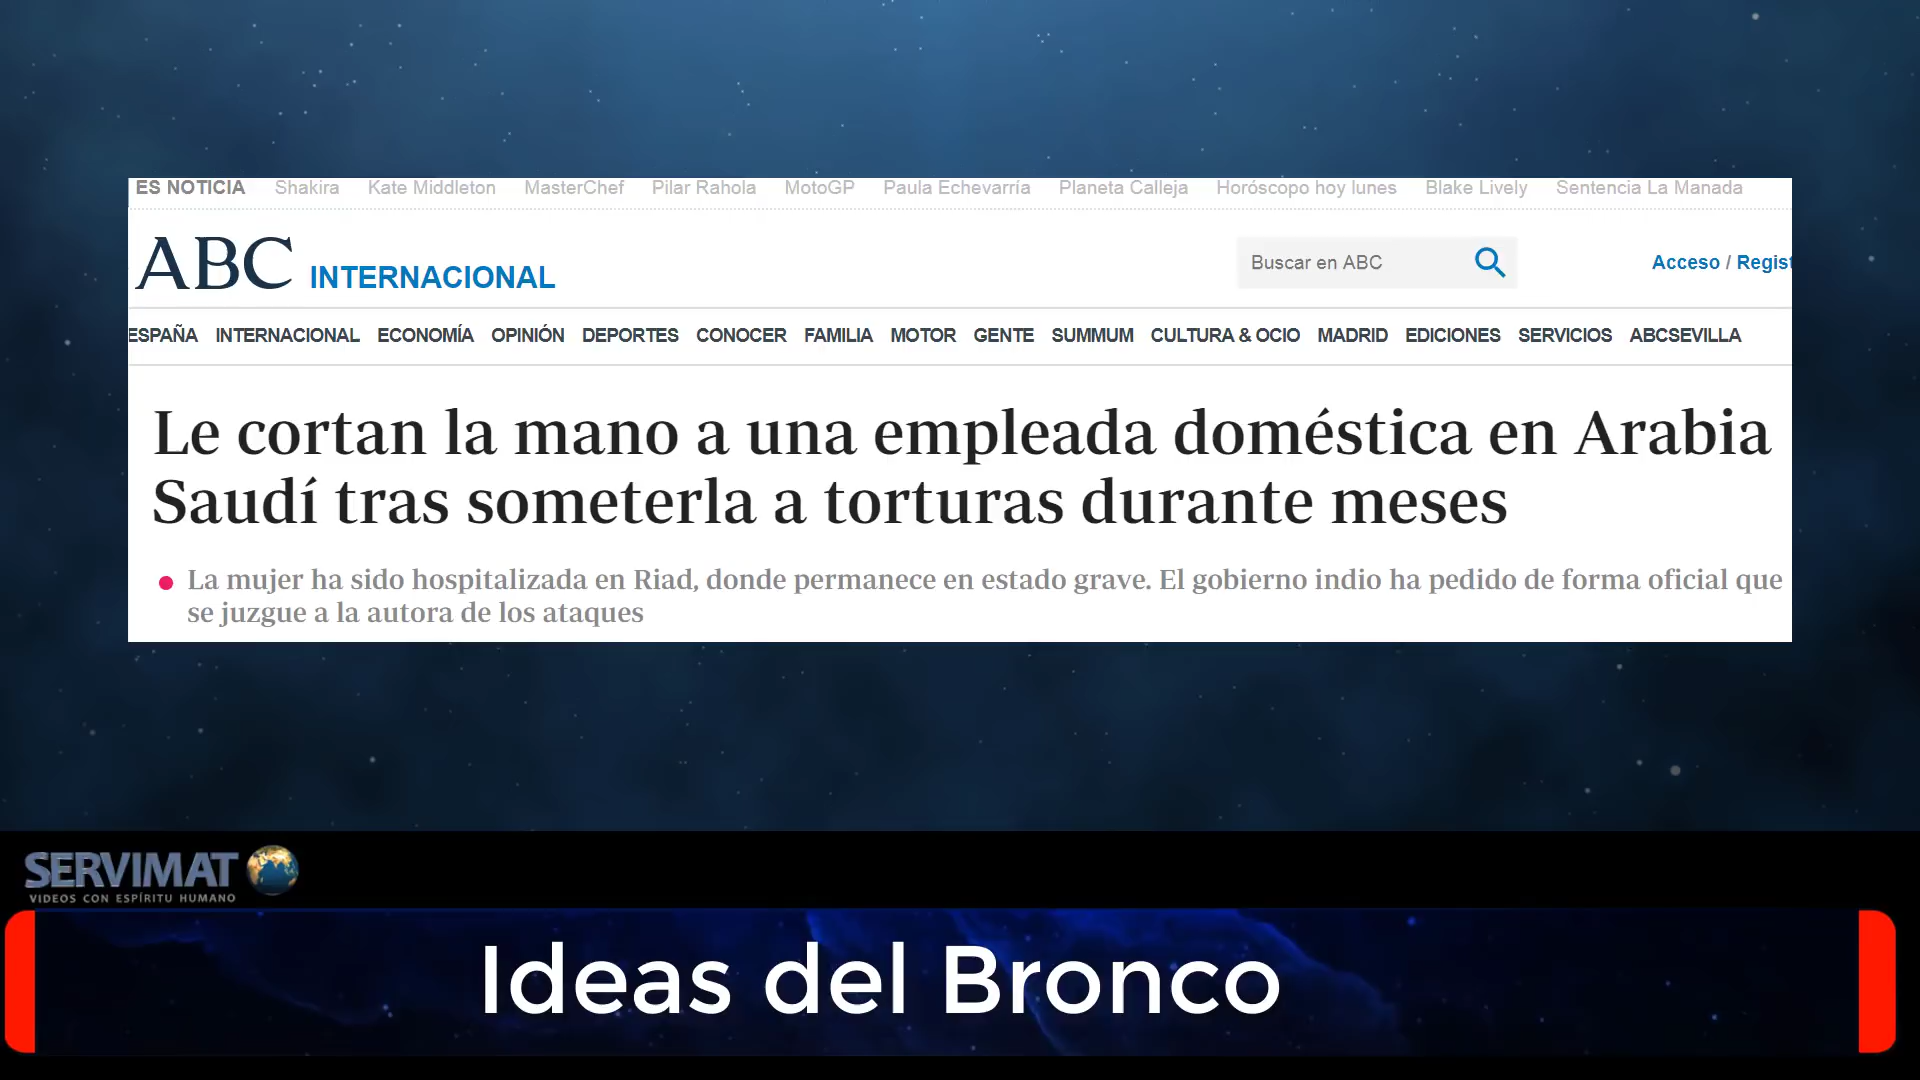 ES NOTICIA Shakira Kate Middleton MasterChef Pilar Rahola MotoGP Paula Echevarría Planeta Calleja Horóscopo hoy lunes Blake Lively Sentencia La Manada
ABC INTERNACIONAL
Buscar en ABC
Acceso / Regist
ESPAÑA INTERNACIONAL ECONOMÍA OPINIÓN DEPORTES CONOCER FAMILIA MOTOR GENTE SUMMUM CULTURA & OCIO MADRID EDICIONES SERVICIOS ABCSEVILLA
Le cortan la mano a una empleada doméstica en Arabia
Saudí tras someterla a torturas durante meses
La mujer ha sido hospitalizada en Riad, donde permanece en estado grave. El gobierno indio ha pedido de forma oficial que
se juzgue a la autora de los ataques
SERVIMAT
VIDEOS CON ESPÍRITU HUMANO
Ideas del Bronco